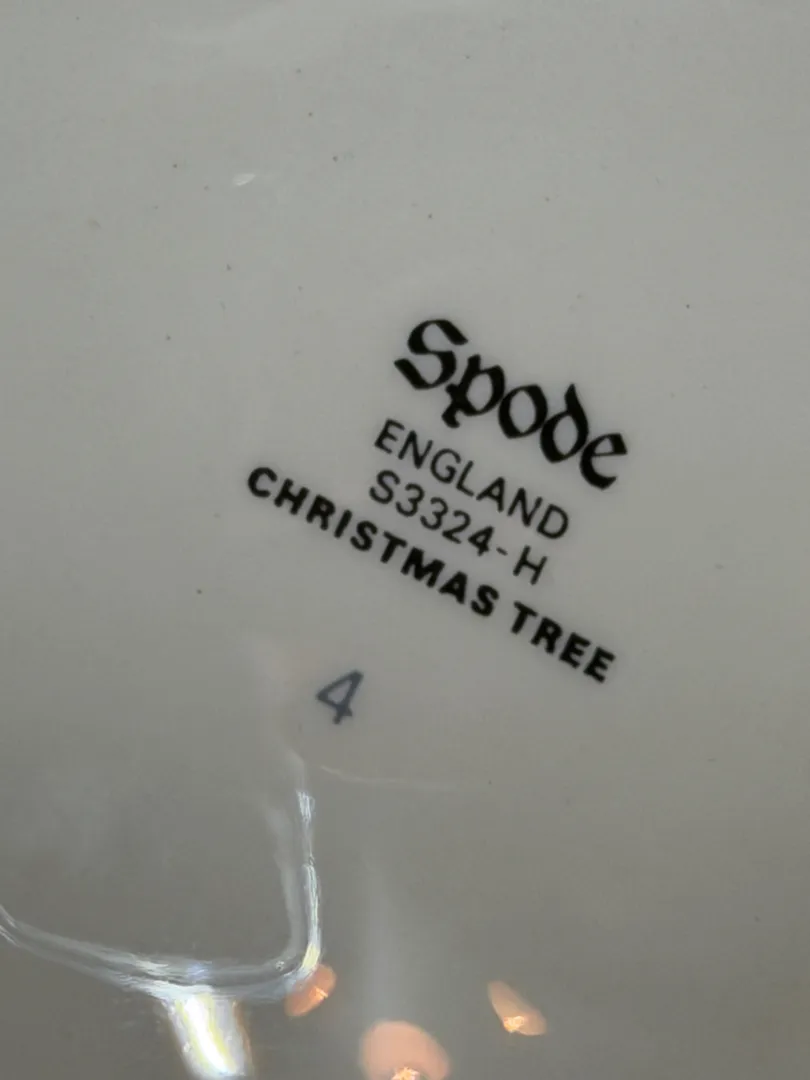 Spode
ENGLAND
S3324-H
CHRISTMAS TREE
4